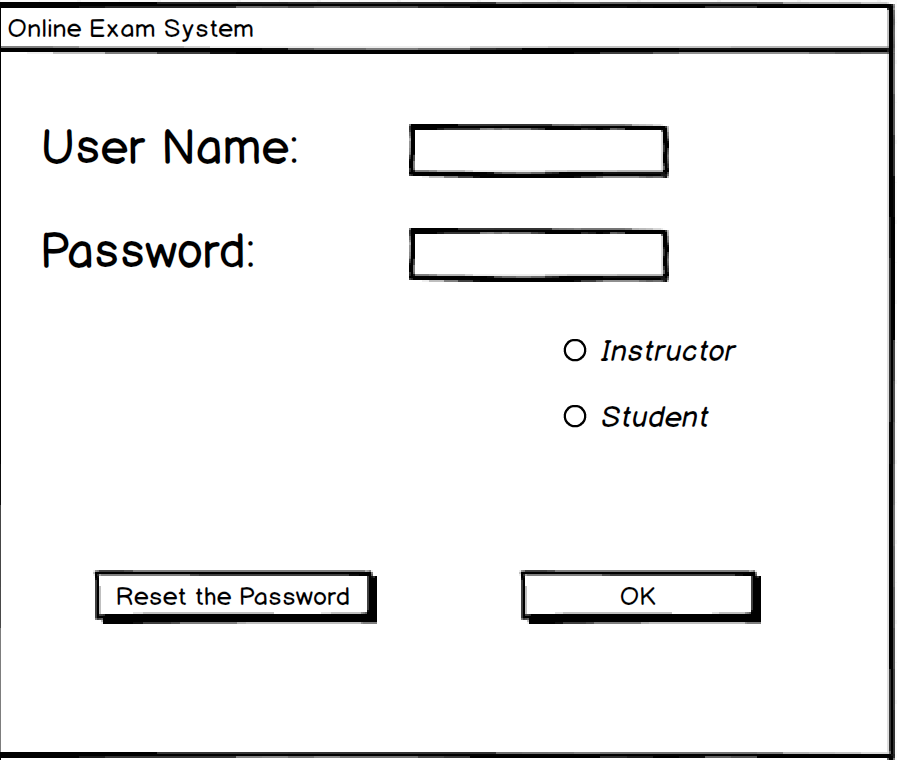 Online Exam System
User Name:
Password:
Instructor
Student
Reset the Password
OK